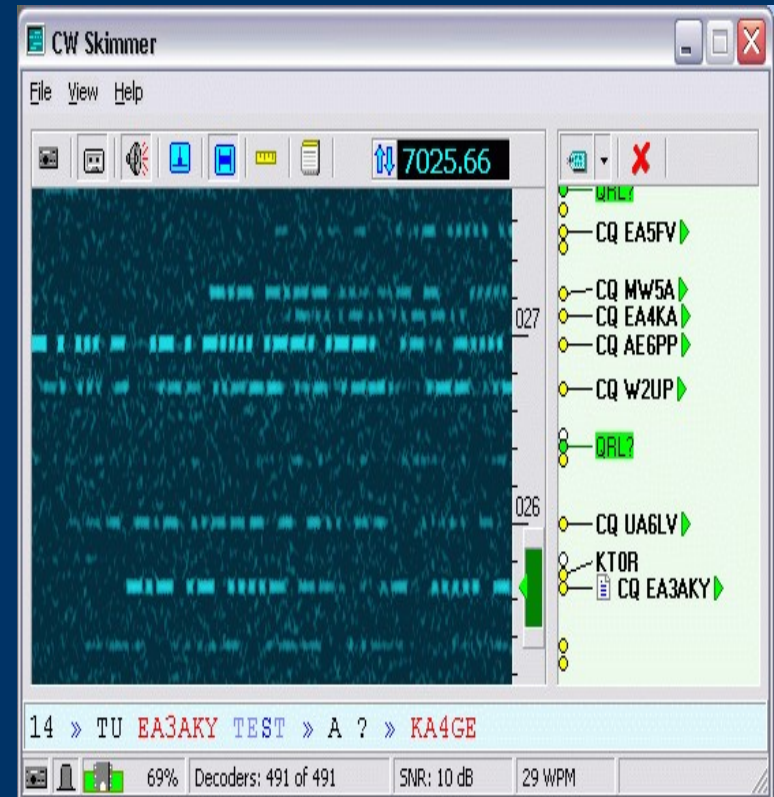 CW Skimmer
File View Help
7025.66
QRL?
CQ EA5FV
CQ MW5A
027
CQ EA4KA
CQ AE6PP
CQ W2UP
QRL?
026
CQ UA6LV
KT0R
CQ EA3AKY
14 » TU EA3AKY TEST » A ? » KA4GE
69% Decoders: 491 of 491 SNR: 10 dB 29 WPM